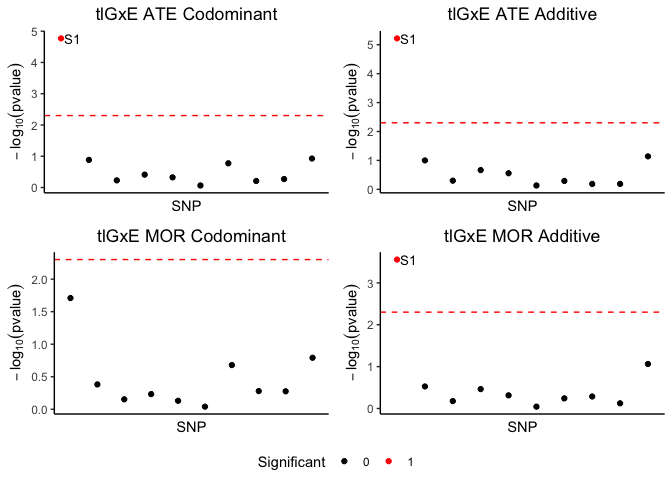 tlGxE ATE Codominant
− log10(pvalue)
5
4
3
2
1
0
S1
SNP
tlGxE ATE Additive
− log10(pvalue)
5
4
3
2
1
0
S1
SNP
tlGxE MOR Codominant
− log10(pvalue)
2.0
1.5
1.0
0.5
0.0
SNP
tlGxE MOR Additive
− log10(pvalue)
3
2
1
0
S1
SNP
Significant 0 1